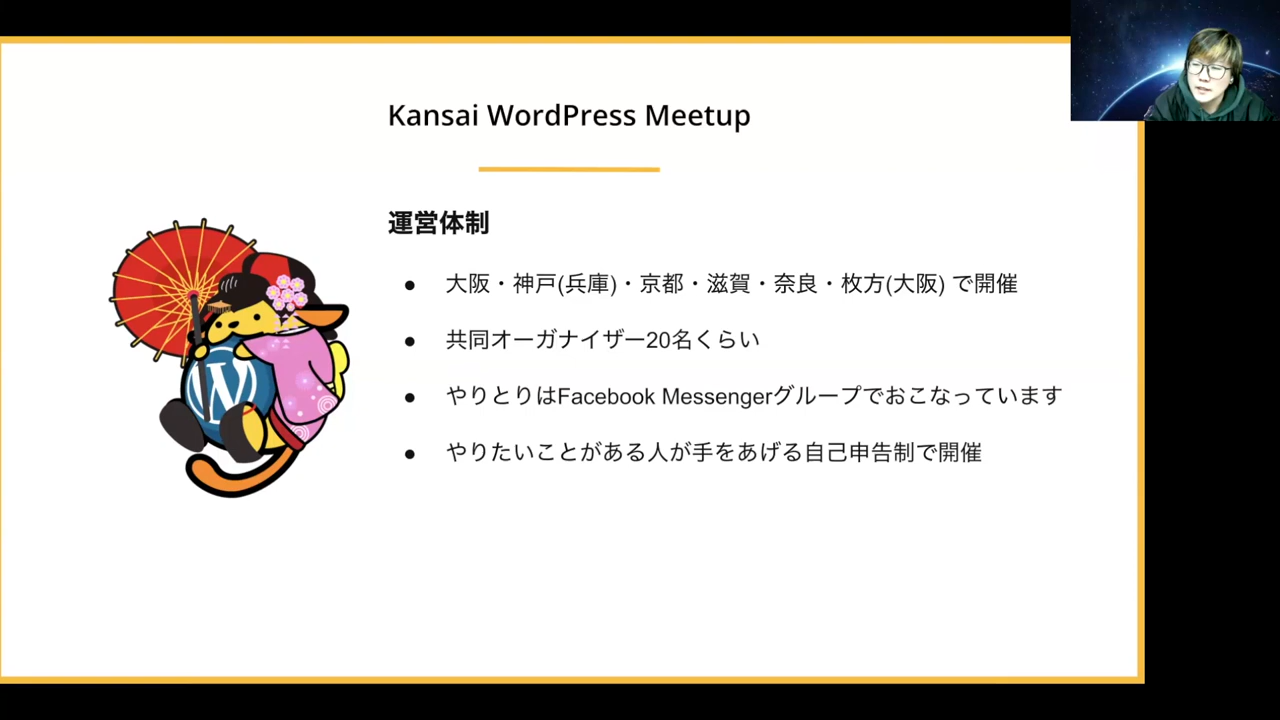 Kansai WordPress Meetup
運営体制
● 大阪・神戸(兵庫)・京都・滋賀・奈良・枚方(大阪) で開催
● 共同オーガナイザー20名くらい
● やりとりはFacebook Messengerグループでおこなっています
● やりたいことがある人が手をあげる自己申告制で開催